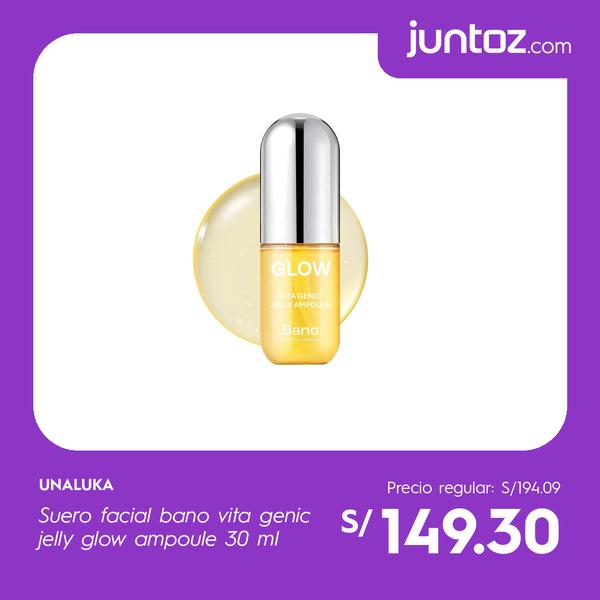 juntoz.com
GLOW
VITA GENIC
JELLY AMPOULE
Bano
UNALUKA
Suero facial bano vita genic
jelly glow ampoule 30 ml
Precio regular: S/194.09
S/ 149.30